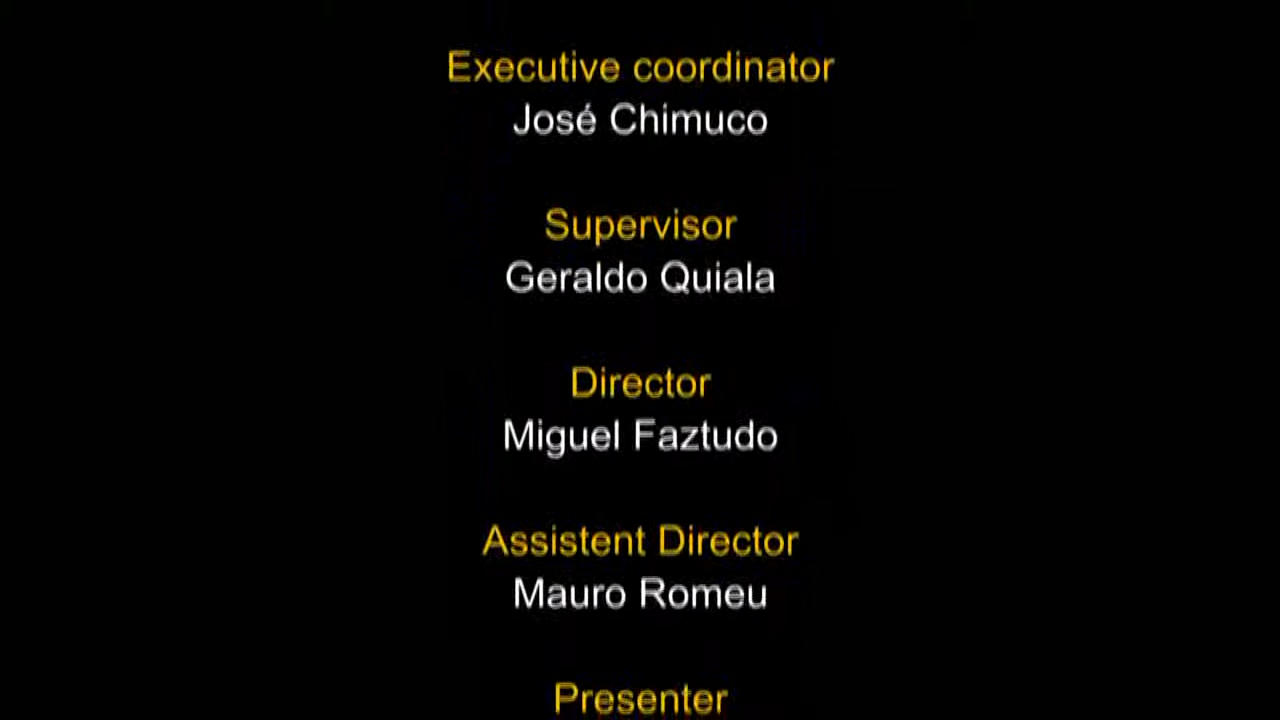 Executive coordinator
José Chimuco
Supervisor
Geraldo Quiala
Director
Miguel Faztudo
Assistent Director
Mauro Romeu
Presenter